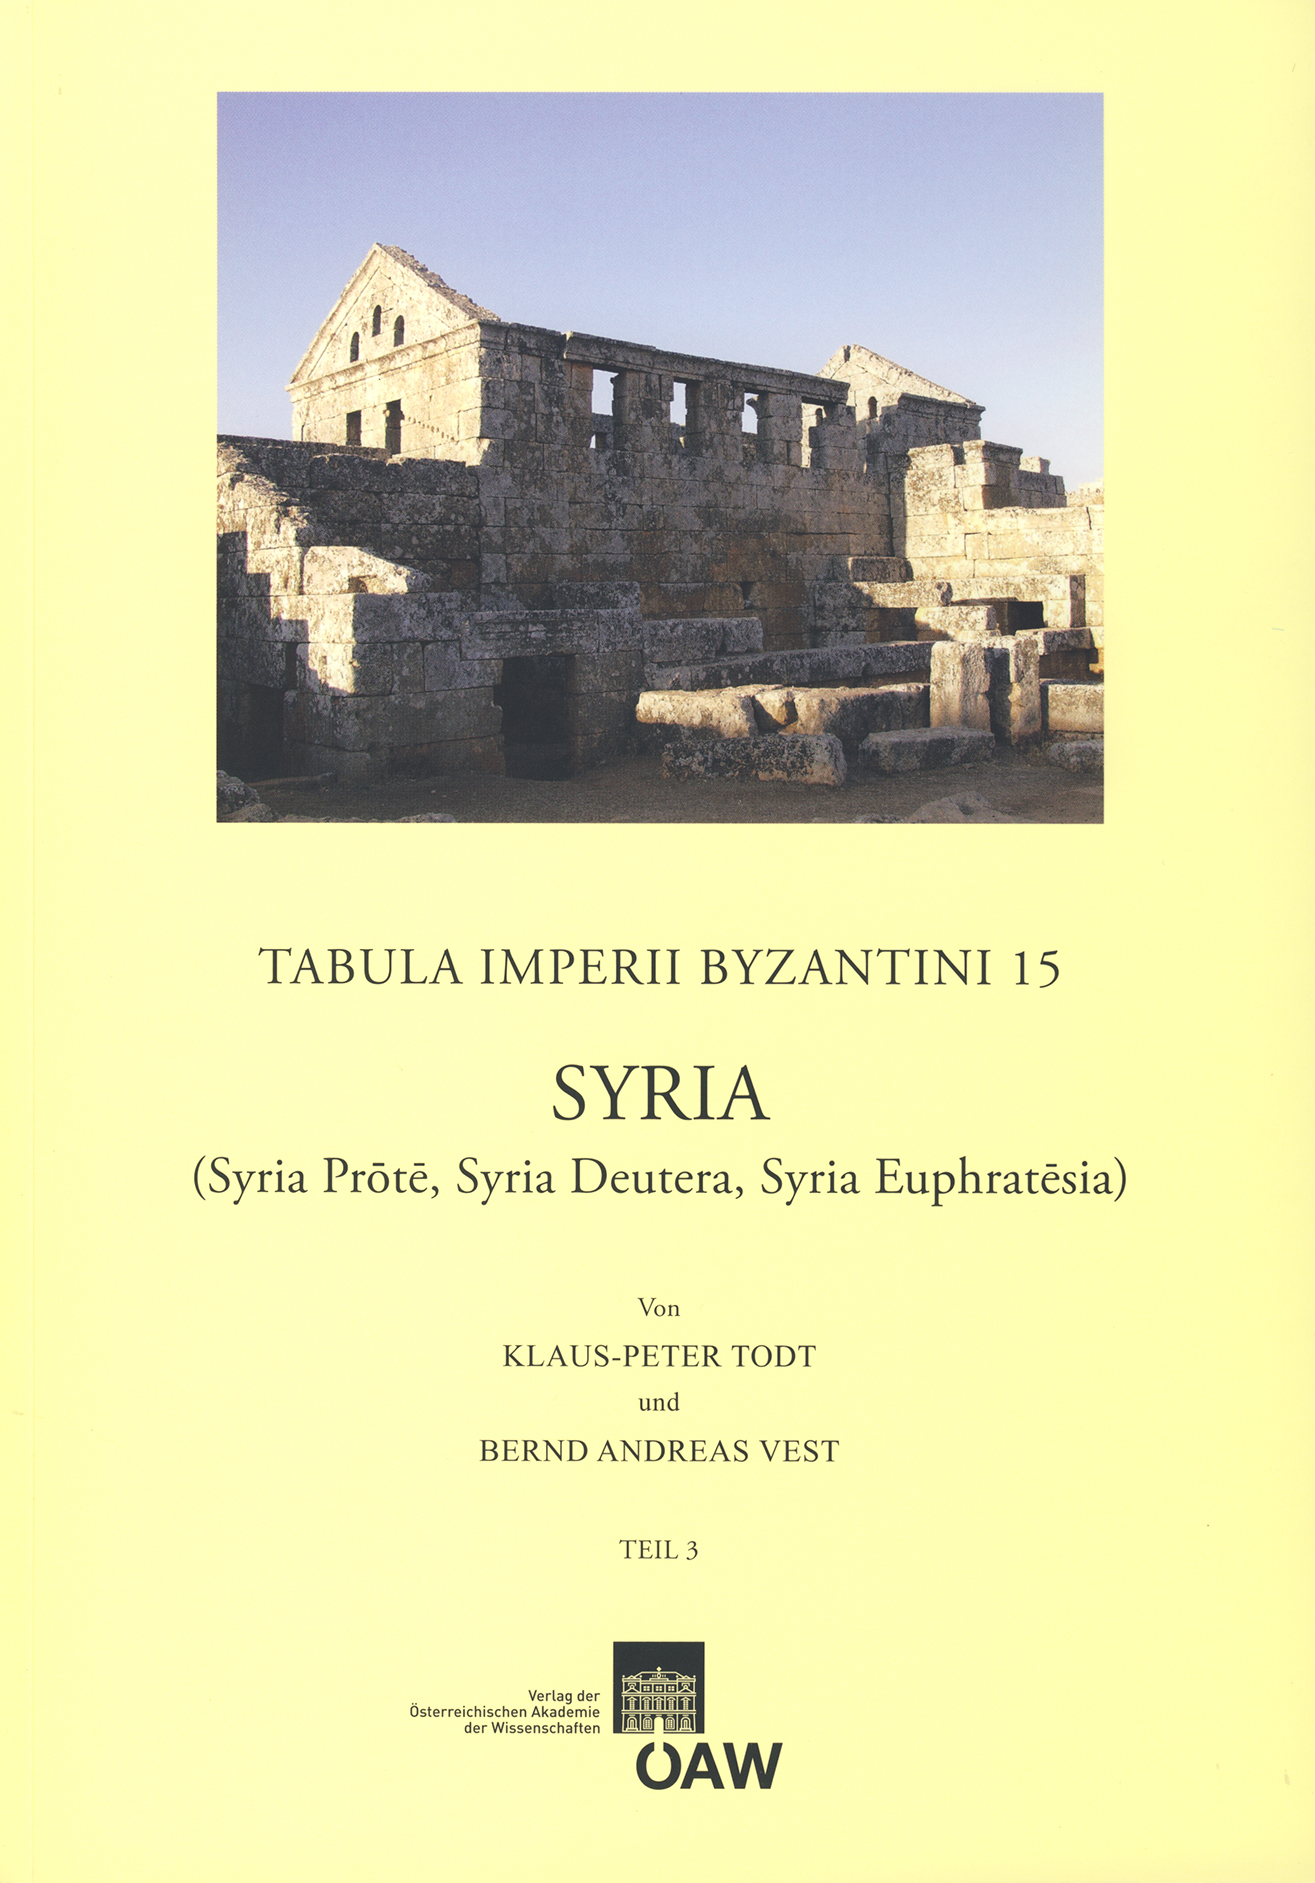 TABULA IMPERII BYZANTINI 15
SYRIA
(Syria Prōtē, Syria Deutera, Syria Euphratēsia)
Von
KLAUS-PETER TODT
und
BERND ANDREAS VEST
TEIL 3
Verlag der
Österreichischen Akademie
der Wissenschaften
ÖAW